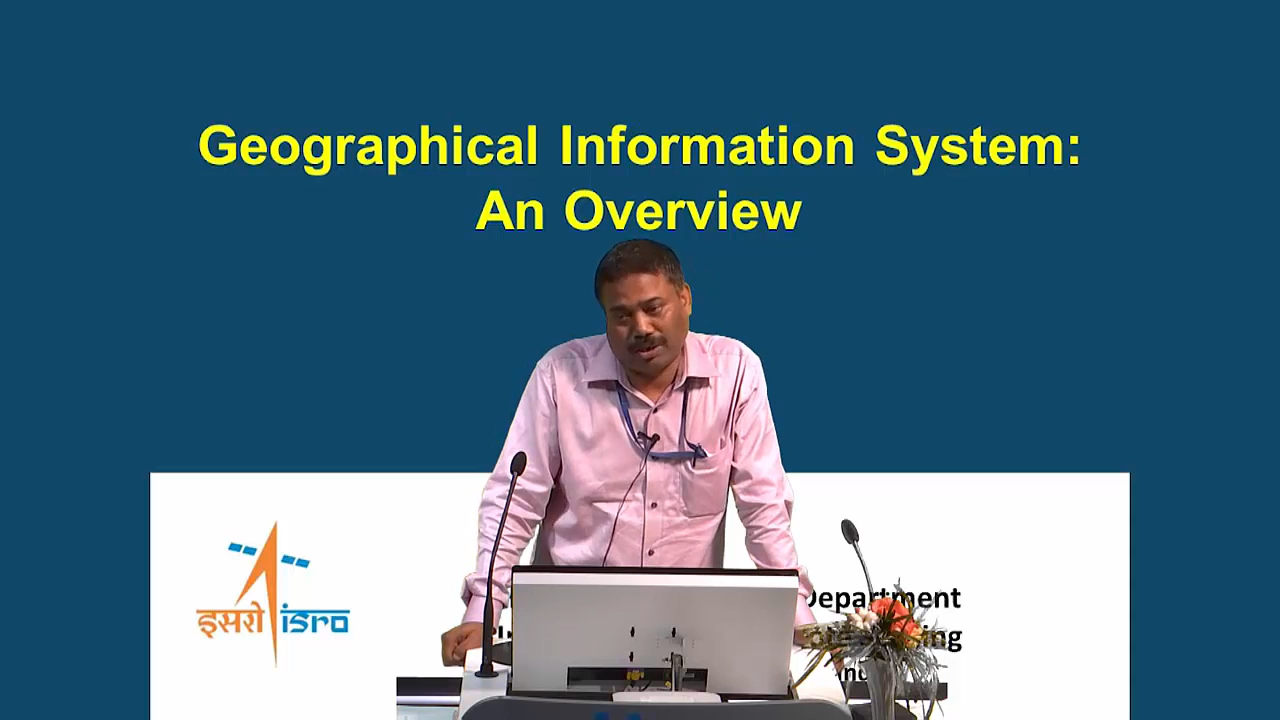 Geographical Information System:
An Overview
इसरो isro
Department